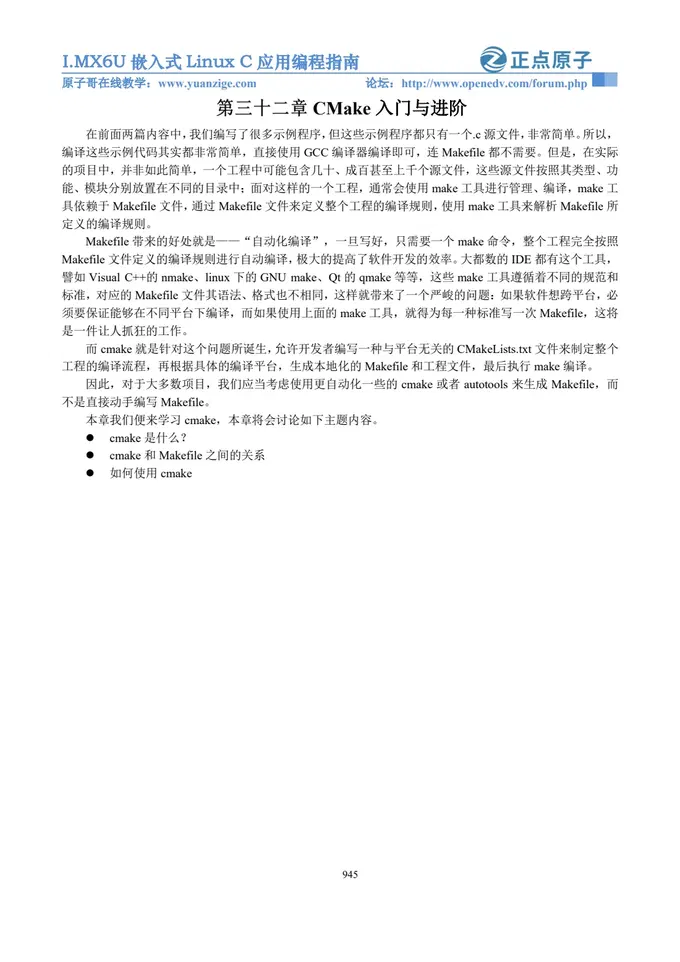 I.MX6U 嵌入式 Linux C 应用编程指南
正点原子
原子哥在线教学：www.yuanzige.com 论坛：http://www.openedv.com/forum.php
第三十二章 CMake 入门与进阶
在前面两篇内容中，我们编写了很多示例程序，但这些示例程序都只有一个.c 源文件，非常简单。所以，
编译这些示例代码其实都非常简单，直接使用 GCC 编译器编译即可，连 Makefile 都不需要。但是，在实际
的项目中，并非如此简单，一个工程中可能包含几十、成百甚至上千个源文件，这些源文件按照其类型、功
能、模块分别放置在不同的目录中；面对这样的一个工程，通常会使用 make 工具进行管理、编译，make 工
具依赖于 Makefile 文件，通过 Makefile 文件来定义整个工程的编译规则，使用 make 工具来解析 Makefile 所
定义的编译规则。
Makefile 带来的好处就是——“自动化编译”，一旦写好，只需要一个 make 命令，整个工程完全按照
Makefile 文件定义的编译规则进行自动编译，极大的提高了软件开发的效率。大都数的 IDE 都有这个工具，
譬如 Visual C++的 nmake、linux 下的 GNU make、Qt 的 qmake 等等，这些 make 工具遵循着不同的规范和
标准，对应的 Makefile 文件其语法、格式也不相同，这样就带来了一个严峻的问题：如果软件想跨平台，必
须要保证能够在不同平台下编译，而如果使用上面的 make 工具，就得为每一种标准写一次 Makefile，这将
是一件让人抓狂的工作。
而 cmake 就是针对这个问题所诞生，允许开发者编写一种与平台无关的 CMakeLists.txt 文件来制定整个
工程的编译流程，再根据具体的编译平台，生成本地化的 Makefile 和工程文件，最后执行 make 编译。
因此，对于大多数项目，我们应当考虑使用更自动化一些的 cmake 或者 autotools 来生成 Makefile，而
不是直接动手编写 Makefile。
本章我们便来学习 cmake，本章将会讨论如下主题内容。
● cmake 是什么？
● cmake 和 Makefile 之间的关系
● 如何使用 cmake
945